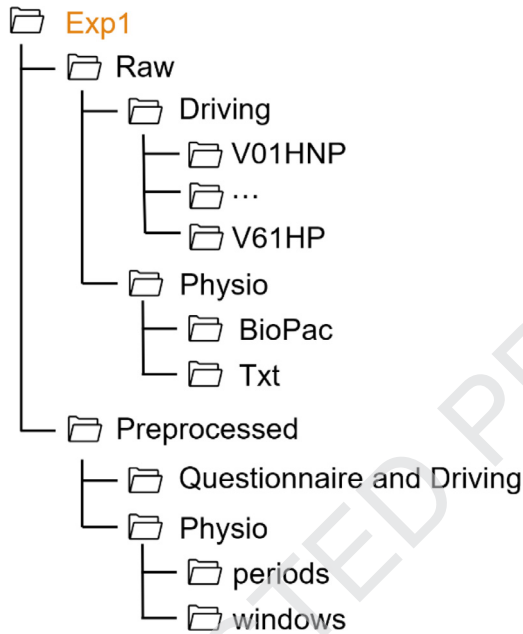 Exp1
Raw
Driving
V01HNP
...
V61HP
Physio
BioPac
Txt
Preprocessed
Questionnaire and Driving
Physio
periods
windows